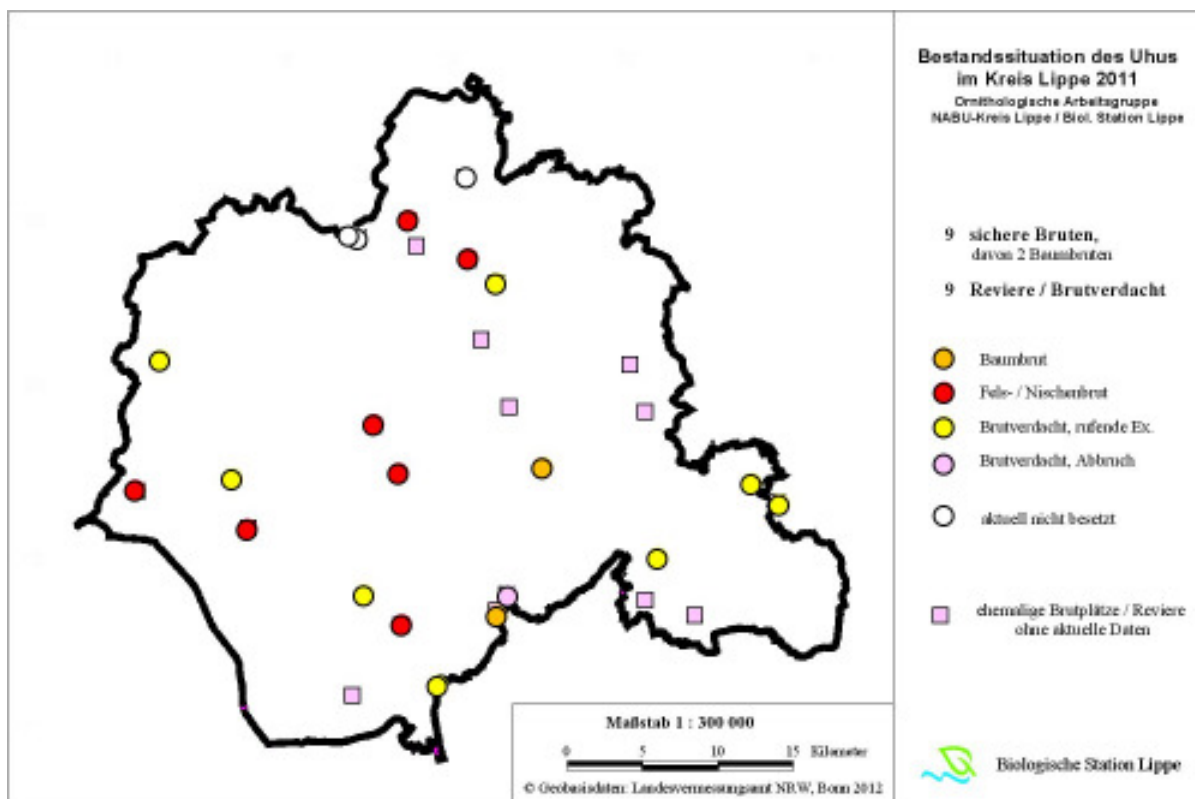 Bestandssituation des Uhus
im Kreis Lippe 2011
Ornithologische Arbeitsgruppe
NABU-Kreis Lippe / Biol. Station Lippe
9 sichere Bruten,
davon 2 Baumbruten
9 Reviere / Brutverdacht
Baumbrut
Fels- / Nischenbrut
Brutverdacht, rufende Ex.
Brutverdacht, Abbruch
aktuell nicht besetzt
ehemalige Brutplätze / Reviere
ohne aktuelle Daten
Maßstab 1 : 300 000
0 5 10 15 Kilometer
© Geobasisdaten: Landesvermessungsamt NRW, Bonn 2012
Biologische Station Lippe